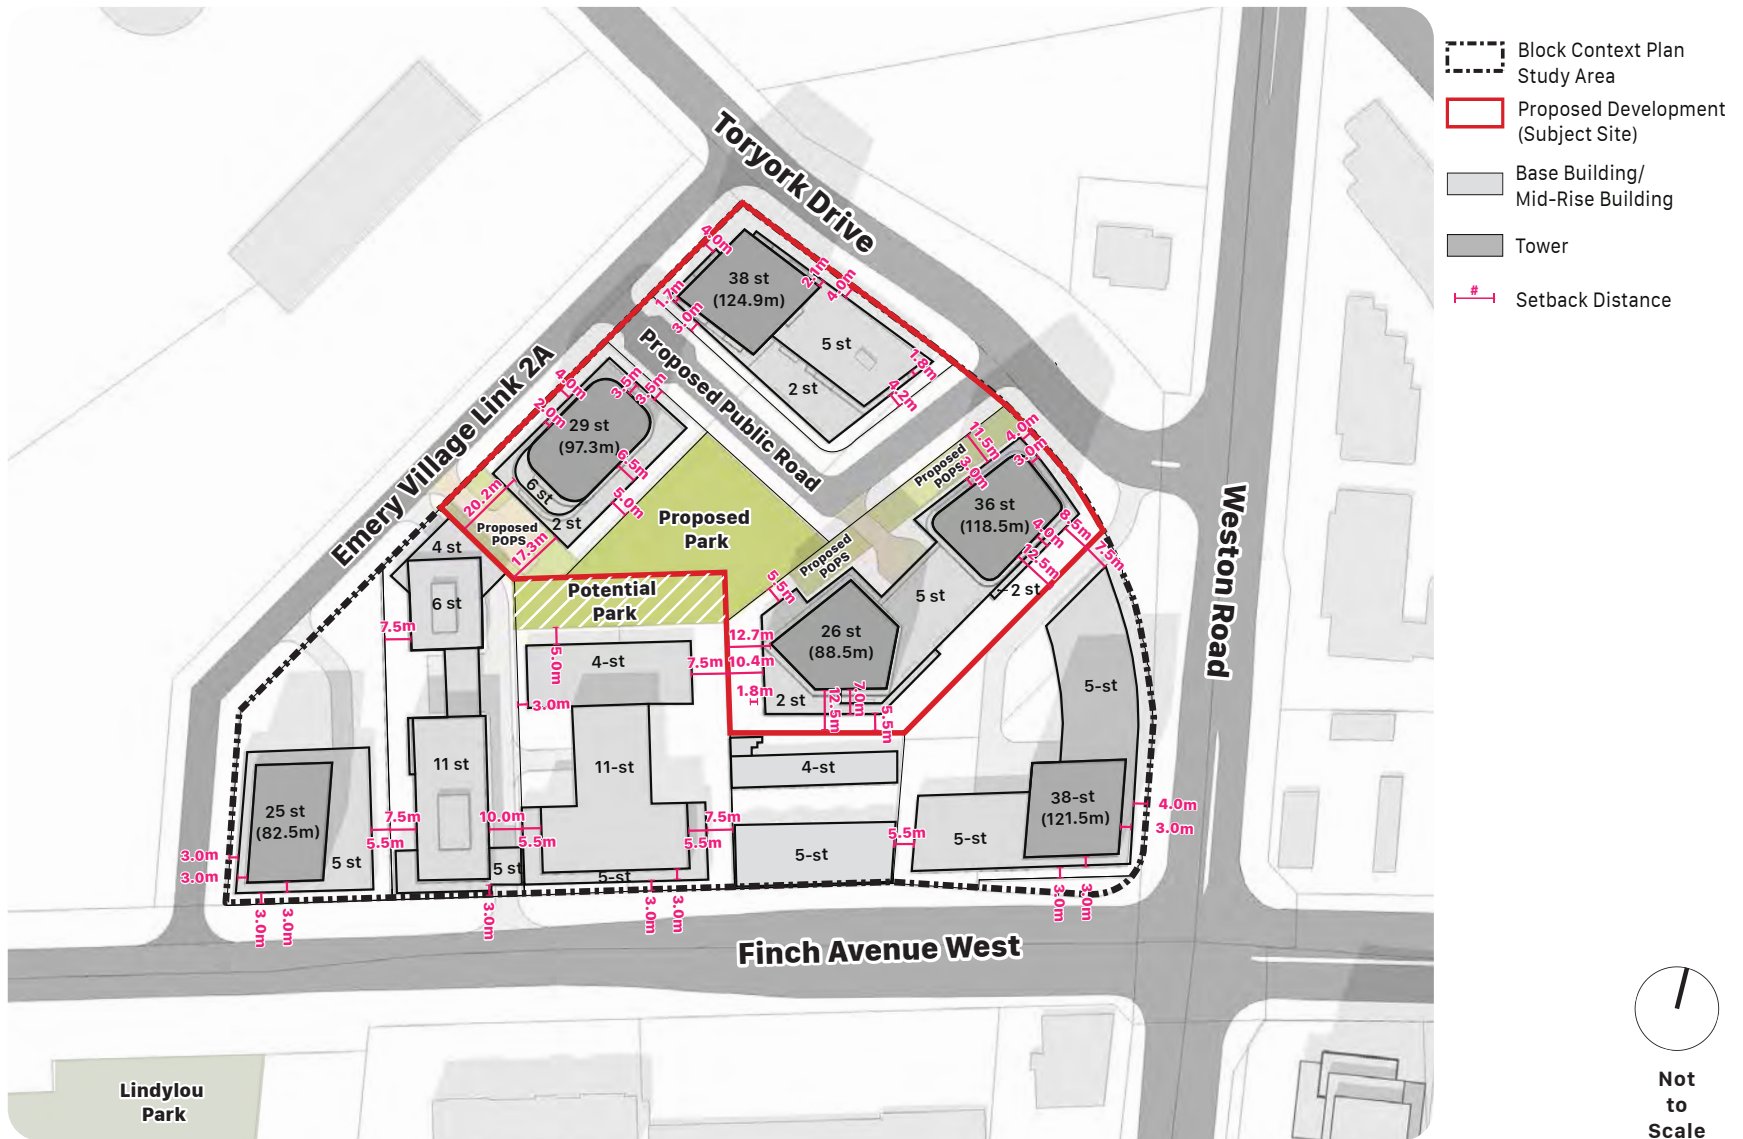 Block Context Plan
Study Area
Proposed Development
(Subject Site)
Base Building/
Mid-Rise Building
Tower
#
Setback Distance
Toryork Drive
Emery Village Link 2A
Proposed Public Road
Weston Road
Finch Avenue West
4.0m
38 st
(124.9m)
2.1m
4.0m
1.7m
3.0m
5 st
1.8m
2 st
4.2m
4.0m
3.5m
3.5m
2.0m
29 st
(97.3m)
6.5m
6 st
5.0m
20.2m
2 st
Proposed
POPS
17.3m
Proposed
Park
Potential
Park
Proposed
POPS
11.5m
4.0m
3.0m
3.0m
36 st
(118.5m)
8.5m
4.0m
7.5m
12.5m
2 st
Proposed
POPS
5.5m
5 st
26 st
(88.5m)
12.7m
7.5m
10.4m
1.8m
2 st
12.5m
7.0m
5.5m
4 st
6 st
7.5m
5.0m
4-st
3.0m
11 st
11-st
4-st
5-st
25 st
(82.5m)
5 st
7.5m
5.5m
10.0m
5.5m
7.5m
5.5m
5.5m
5 st
5-st
5-st
5-st
38-st
(121.5m)
4.0m
3.0m
3.0m
3.0m
3.0m
3.0m
3.0m
3.0m
3.0m
3.0m
3.0m
Lindylou
Park
Not
to
Scale